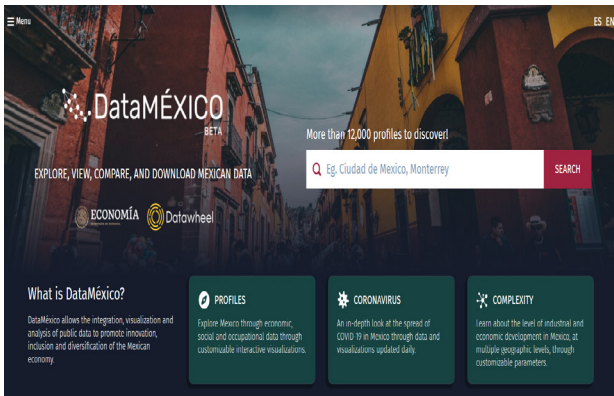 Menu
ES EN
DataMÉXICO
BETA
EXPLORE, VIEW, COMPARE, AND DOWNLOAD MEXICAN DATA
ECONOMÍA
Datawheel
More than 12,000 profiles to discover!
Eg. Ciudad de Mexico, Monterrey
SEARCH
What is DataMéxico?
DataMéxico allows the integration, visualization and
analysis of public data to promote innovation,
inclusion and diversification of the Mexican
economy.
PROFILES
Explore Mexico through economic,
social and occupational data through
customizable interactive visualizations.
CORONAVIRUS
An in-depth look at the spread of
COVID 19 in Mexico through data and
visualizations updated daily.
COMPLEXITY
Learn about the level of industrial and
economic development in Mexico, at
multiple geographic levels, through
customizable parameters.